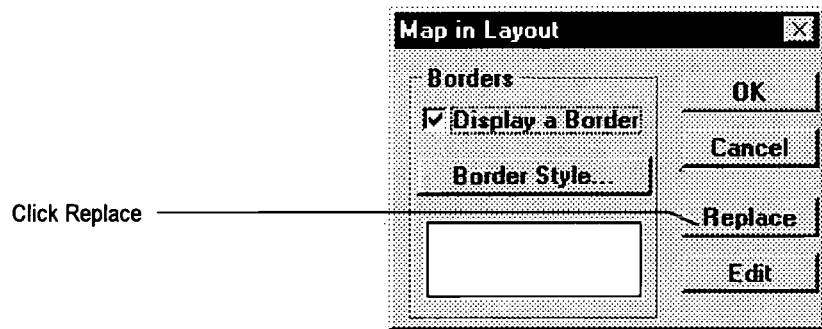 Map in Layout
Borders
Display a Border
Border Style...
OK
Cancel
Replace
Edit
Click Replace